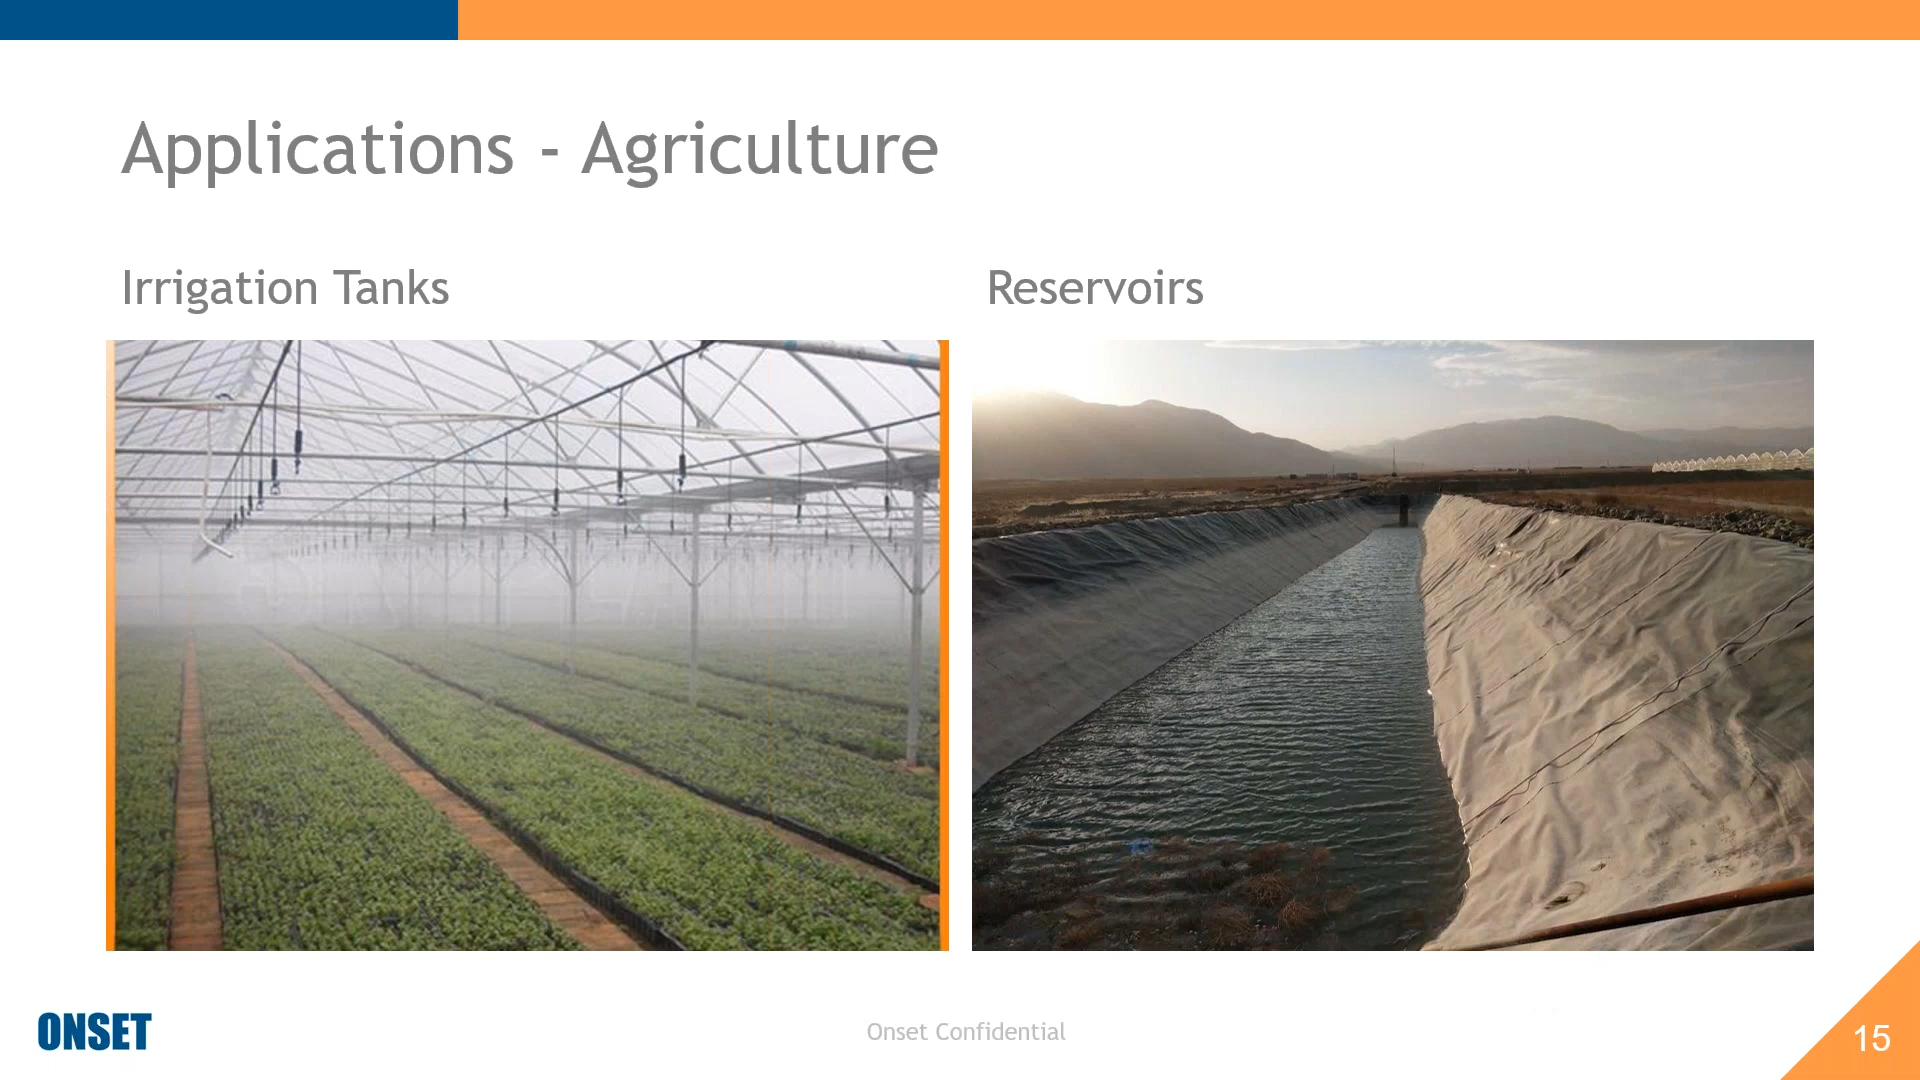 Applications - Agriculture
Irrigation Tanks
Reservoirs
ONSET
Onset Confidential
15